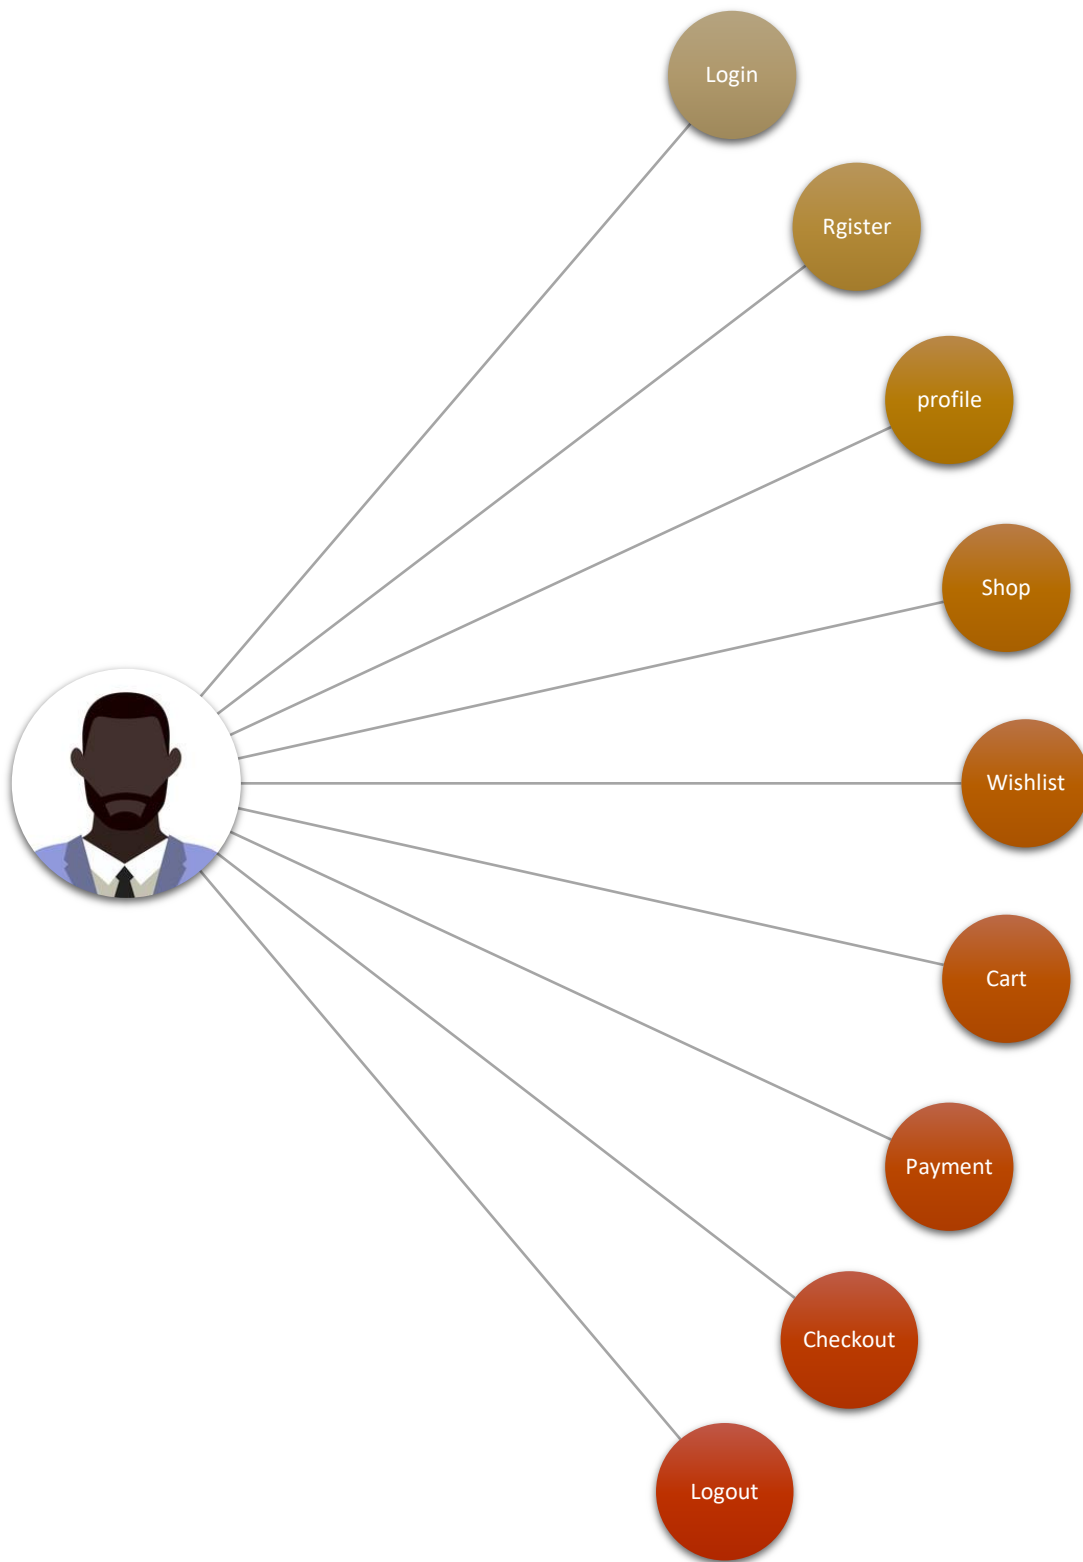 Login
Rgister
profile
Shop
Wishlist
Cart
Payment
Checkout
Logout